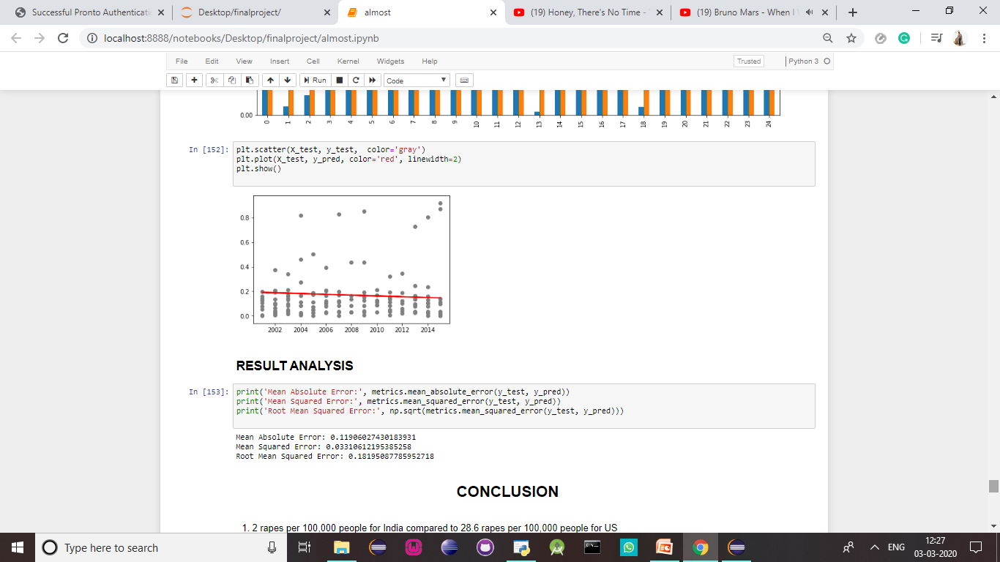 Successful Pronto Authenticati
Desktop/finalproject/
almost
(19) Honey, There's No Time -
(19) Bruno Mars - When I
localhost:8888/notebooks/Desktop/finalproject/almost.ipynb
File Edit View Insert Cell Kernel Widgets Help Trusted Python 3
Run Code
0.00
0 1 2 3 4 5 6 7 8 9 10 11 12 13 14 15 16 17 18 19 20 21 22 23 24
In [152]: plt.scatter(X_test, y_test,  color='gray')
plt.plot(X_test, y_pred, color='red', linewidth=2)
plt.show()
0.8
0.6
0.4
0.2
0.0
2002 2004 2006 2008 2010 2012 2014
RESULT ANALYSIS
In [153]: print('Mean Absolute Error:', metrics.mean_absolute_error(y_test, y_pred))
print('Mean Squared Error:', metrics.mean_squared_error(y_test, y_pred))
print('Root Mean Squared Error:', np.sqrt(metrics.mean_squared_error(y_test, y_pred)))
Mean Absolute Error: 0.11906027430183931
Mean Squared Error: 0.03310612195385258
Root Mean Squared Error: 0.18195087785952718
CONCLUSION
1. 2 rapes per 100,000 people for India compared to 28.6 rapes per 100,000 people for US
Type here to search
ENG
12:27
03-03-2020